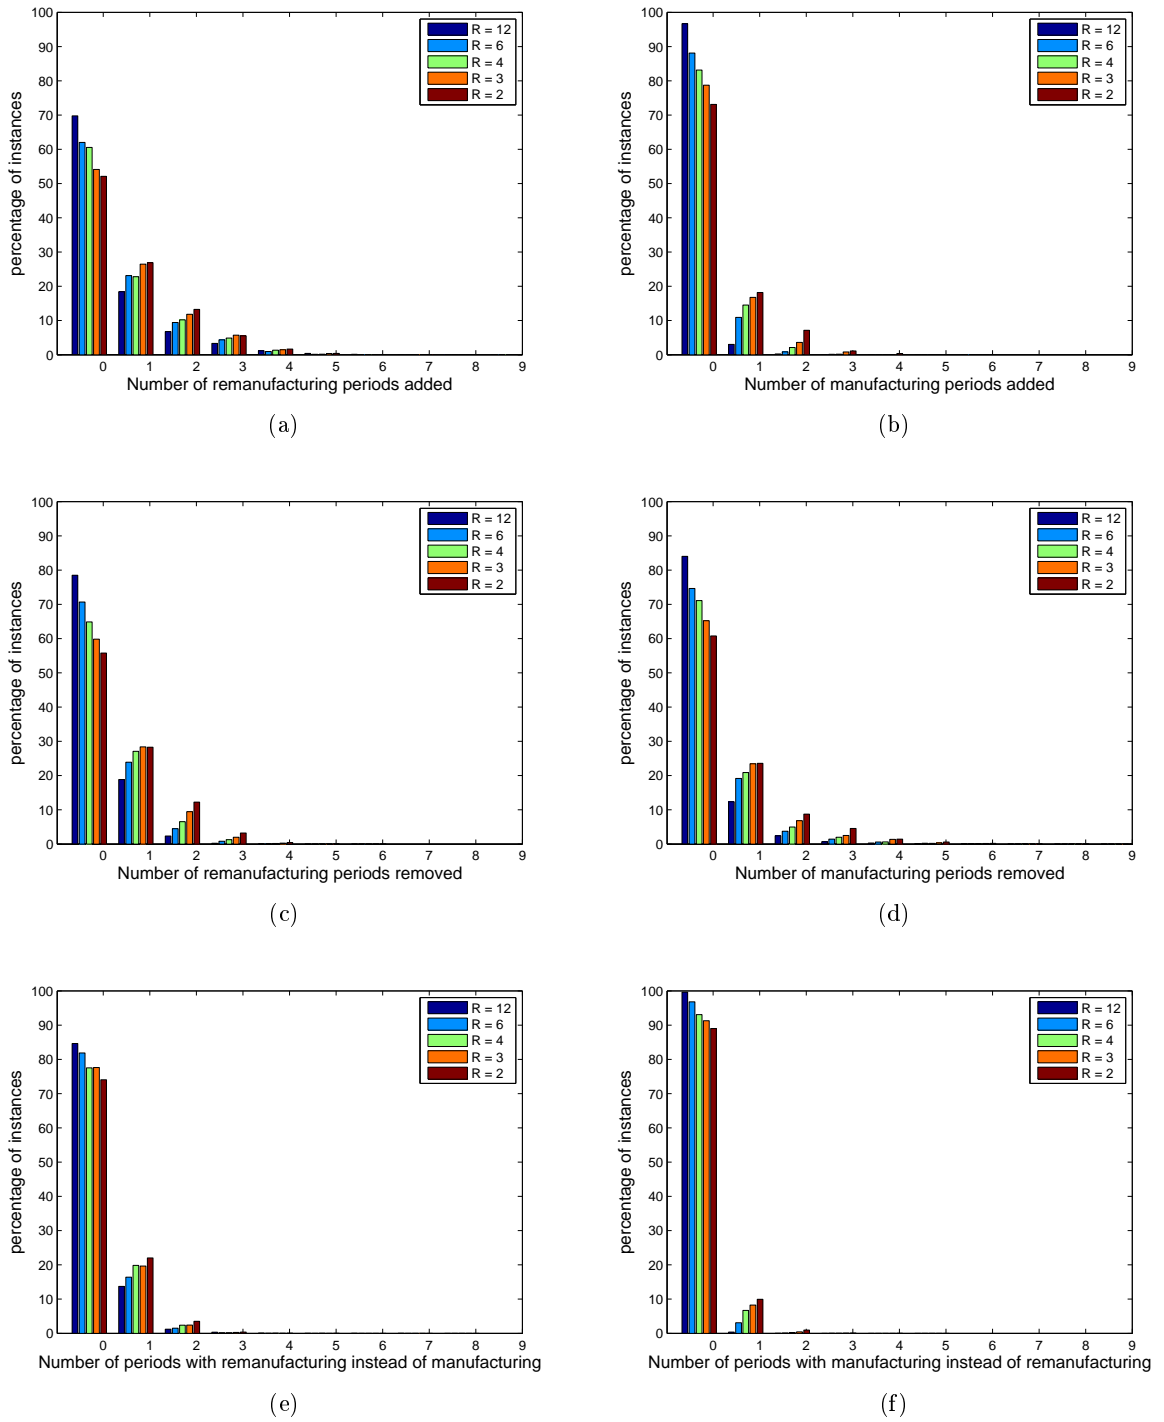 100
90
80
70
60
50
40
30
20
10
0
percentage of instances
R = 12
R = 6
R = 4
R = 3
R = 2
0 1 2 3 4 5 6 7 8 9
Number of remanufacturing periods added
(a)
100
90
80
70
60
50
40
30
20
10
0
percentage of instances
R = 12
R = 6
R = 4
R = 3
R = 2
0 1 2 3 4 5 6 7 8 9
Number of manufacturing periods added
(b)
100
90
80
70
60
50
40
30
20
10
0
percentage of instances
R = 12
R = 6
R = 4
R = 3
R = 2
0 1 2 3 4 5 6 7 8 9
Number of remanufacturing periods removed
(c)
100
90
80
70
60
50
40
30
20
10
0
percentage of instances
R = 12
R = 6
R = 4
R = 3
R = 2
0 1 2 3 4 5 6 7 8 9
Number of manufacturing periods removed
(d)
100
90
80
70
60
50
40
30
20
10
0
percentage of instances
R = 12
R = 6
R = 4
R = 3
R = 2
0 1 2 3 4 5 6 7 8 9
Number of periods with remanufacturing instead of manufacturing
(e)
100
90
80
70
60
50
40
30
20
10
0
percentage of instances
R = 12
R = 6
R = 4
R = 3
R = 2
0 1 2 3 4 5 6 7 8 9
Number of periods with manufacturing instead of remanufacturing
(f)